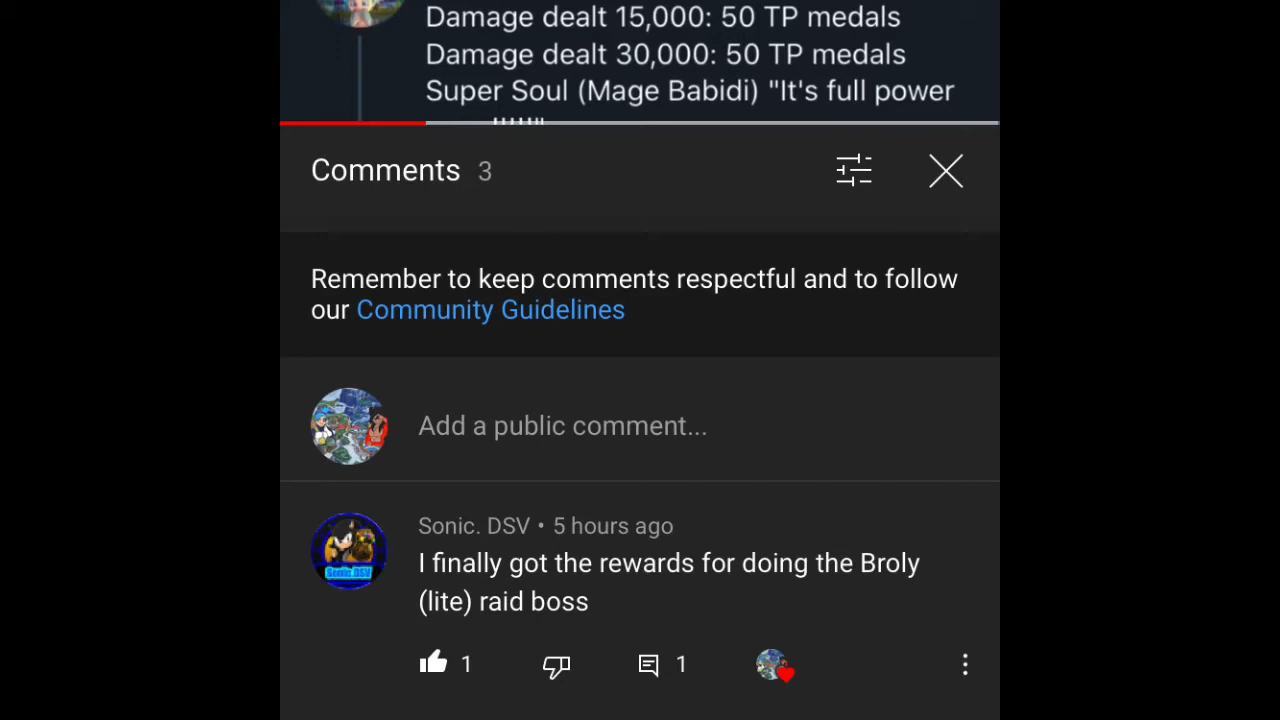 Damage dealt 15,000: 50 TP medals
Damage dealt 30,000: 50 TP medals
Super Soul (Mage Babidi) "It's full power
Comments 3
Remember to keep comments respectful and to follow
our Community Guidelines
Add a public comment...
Sonic. DSV • 5 hours ago
I finally got the rewards for doing the Broly
(lite) raid boss
1 1
Sonic.DSV